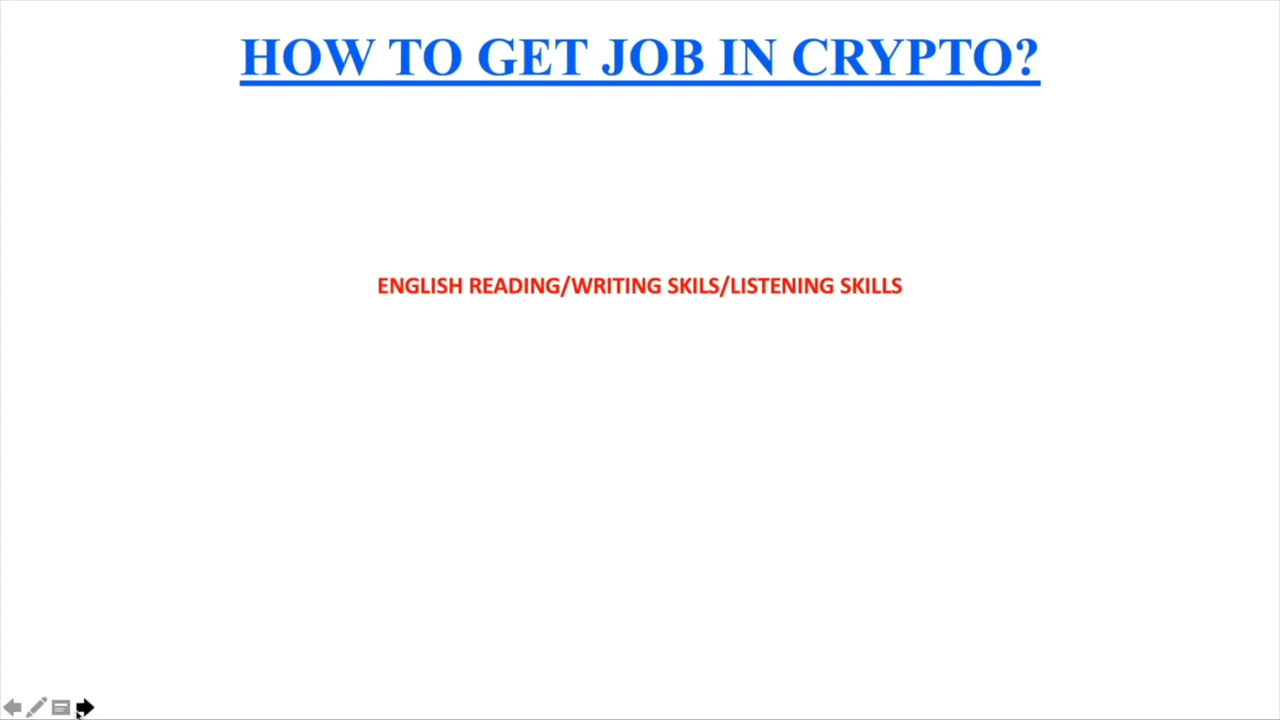 HOW TO GET JOB IN CRYPTO?
ENGLISH READING/WRITING SKILS/LISTENING SKILLS